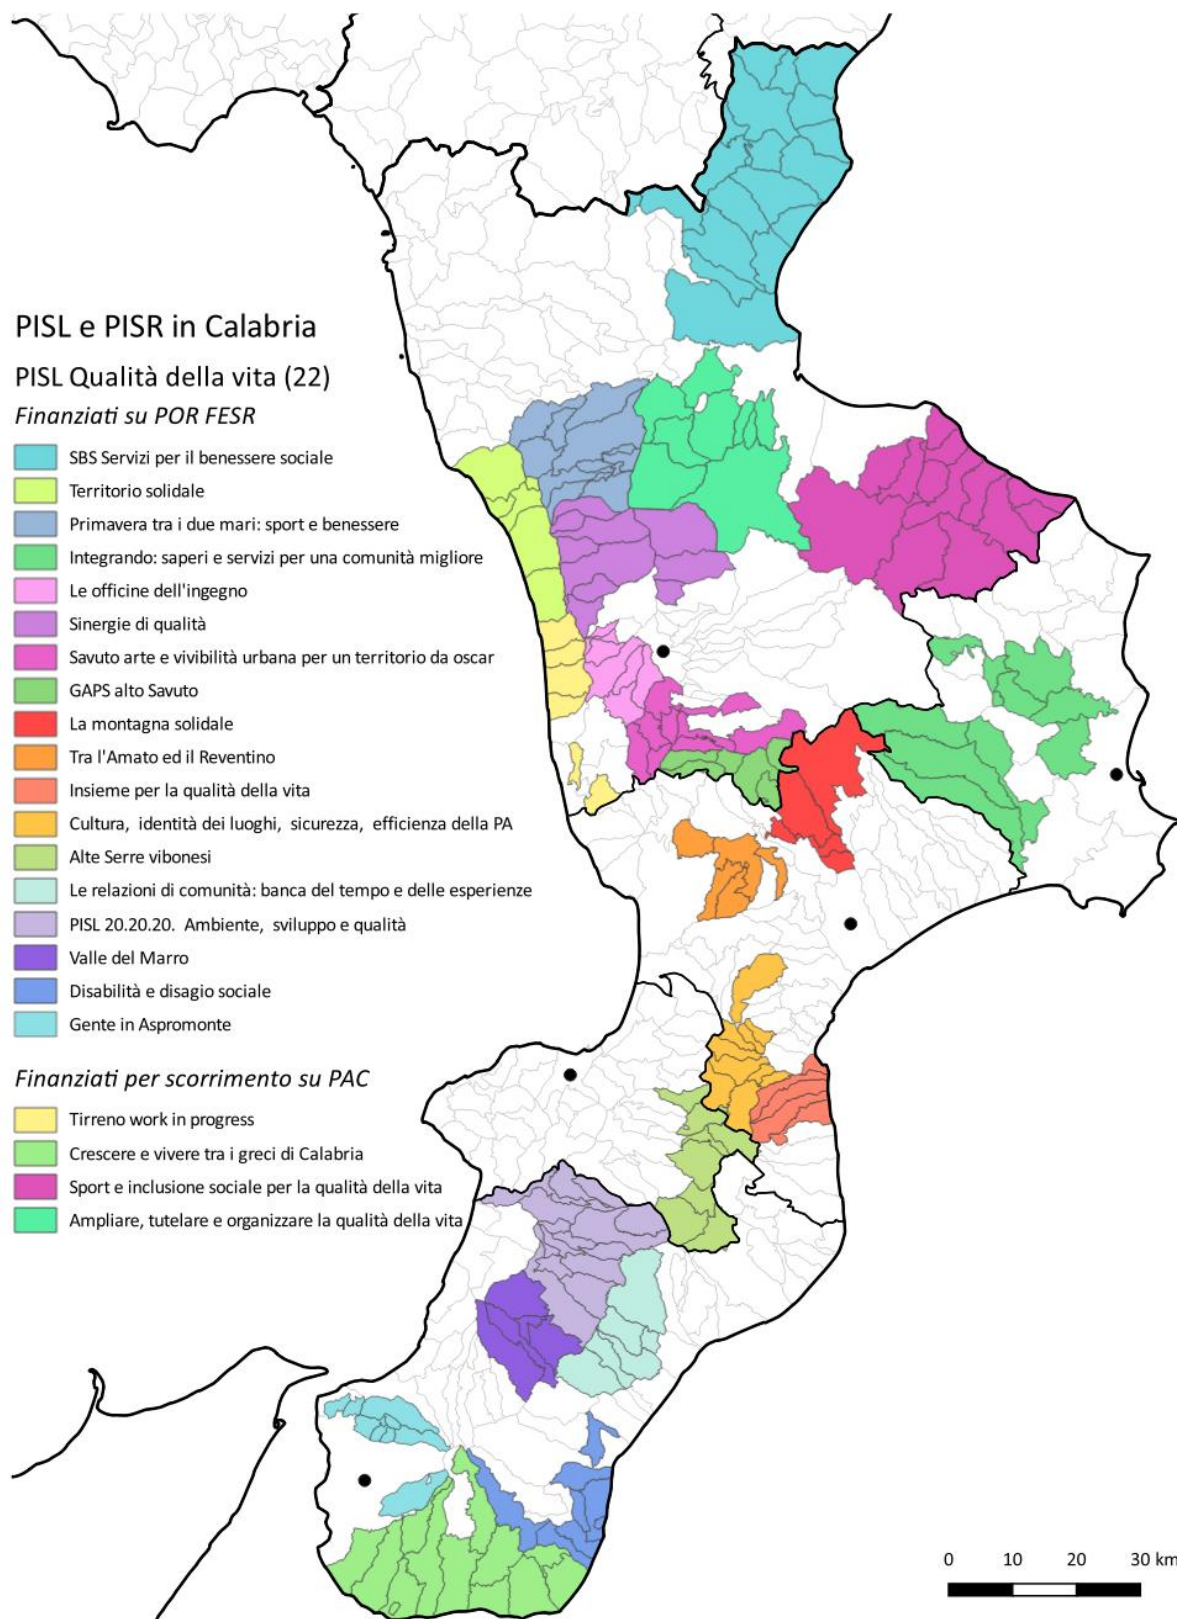 PISL e PISR in Calabria
PISL Qualità della vita (22)
Finanziati su POR FESR
SBS Servizi per il benessere sociale
Territorio solidale
Primavera tra i due mari: sport e benessere
Integrando: saperi e servizi per una comunità migliore
Le officine dell'ingegno
Sinergie di qualità
Savuto arte e vivibilità urbana per un territorio da oscar
GAPS alto Savuto
La montagna solidale
Tra l'Amato ed il Reventino
Insieme per la qualità della vita
Cultura, identità dei luoghi, sicurezza, efficienza della PA
Alte Serre vibonesi
Le relazioni di comunità: banca del tempo e delle esperienze
PISL 20.20.20. Ambiente, sviluppo e qualità
Valle del Marro
Disabilità e disagio sociale
Gente in Aspromonte
Finanziati per scorrimento su PAC
Tirreno work in progress
Crescere e vivere tra i greci di Calabria
Sport e inclusione sociale per la qualità della vita
Ampliare, tutelare e organizzare la qualità della vita
0 10 20 30 km